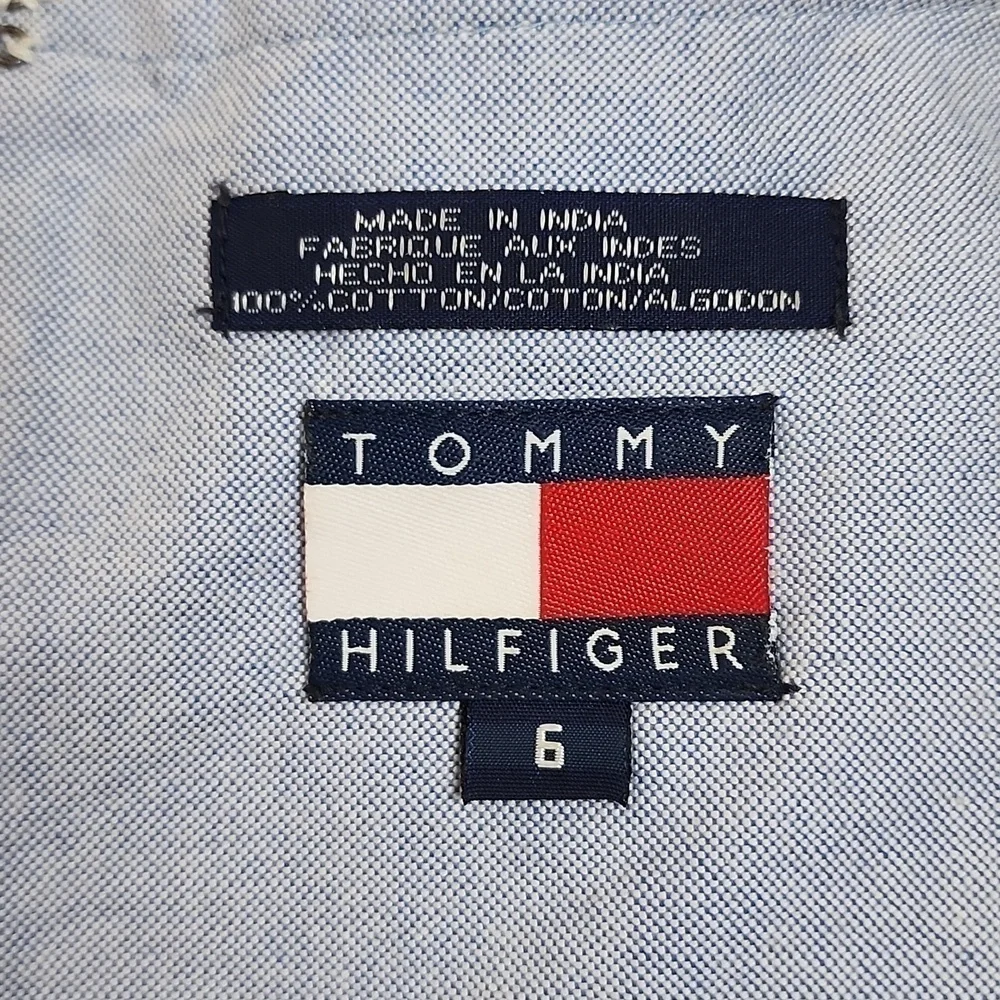 MADE IN INDIA
FABRIQUE AUX INDES
HECHO EN LA INDIA
100%COTTON/COTON/ALGODON
TOMMY
HILFIGER
6